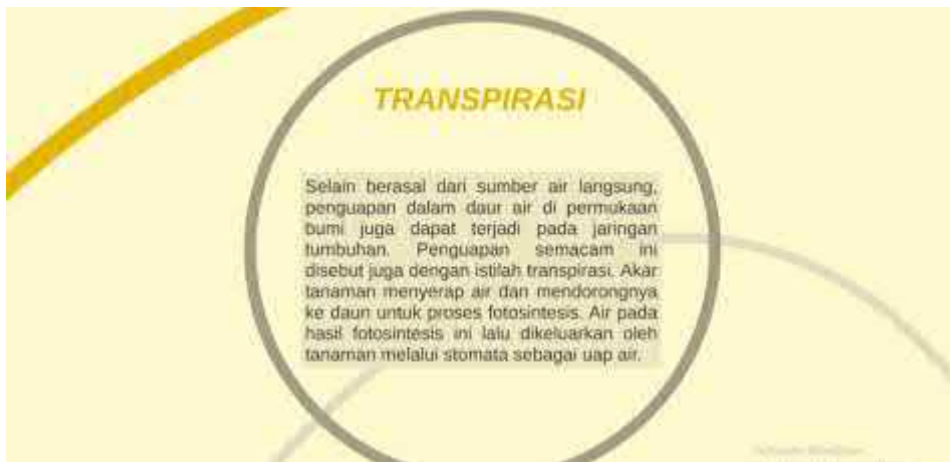 TRANSPIRASI
Selain berasal dari sumber air langsung,
penguapan dalam daur air di permukaan
bumi juga dapat terjadi pada jaringan
tumbuhan. Penguapan semacam ini
disebut juga dengan istilah transpirasi. Akar
tanaman menyerap air dan mendorongnya
ke daun untuk proses fotosintesis. Air pada
hasil fotosintesis ini lalu dikeluarkan oleh
tanaman melalui stomata sebagai uap air.